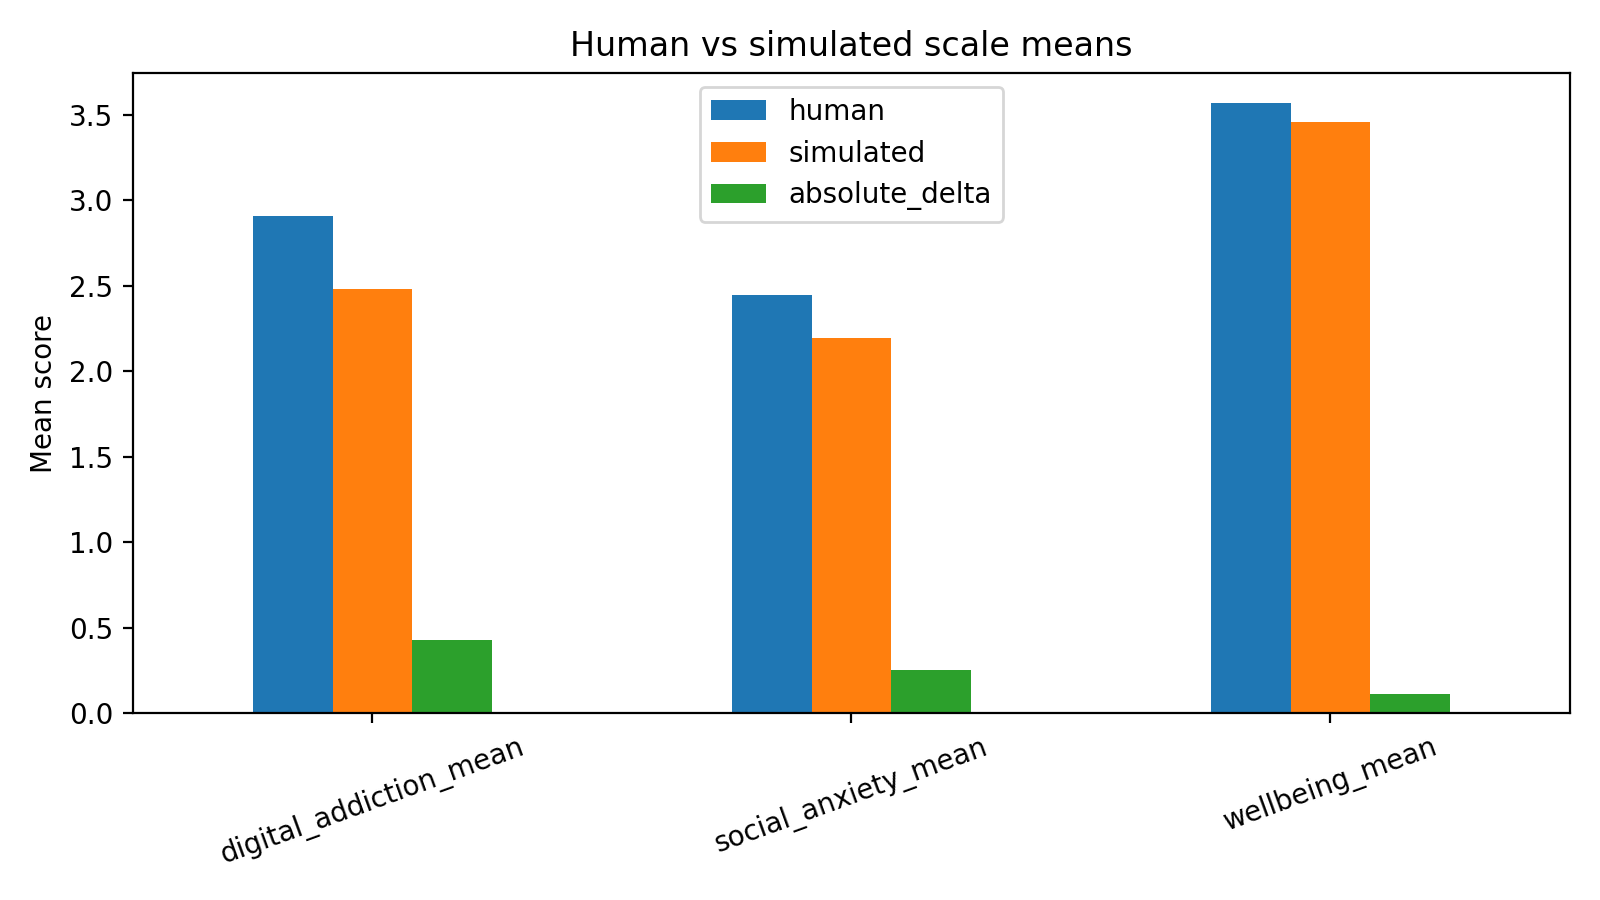 Human vs simulated scale means
human
simulated
absolute_delta
Mean score
3.5
3.0
2.5
2.0
1.5
1.0
0.5
0.0
digital_addiction_mean
social_anxiety_mean
wellbeing_mean